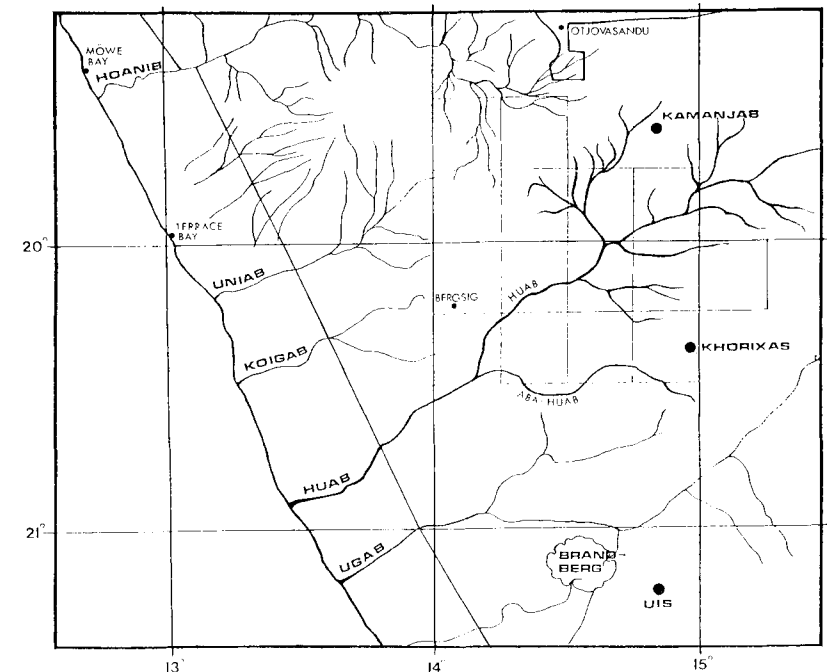 OTJOVASANDU
MÖWE
BAY
HOANIB
KAMANJAB
TERRACE
BAY
20°
UNIAB
BERGSIG
HUAB
KOIGAB
KHORIXAS
ABA-HUAB
HUAB
21°
UGAB
BRAND-
BERG
UIS
13°
14°
15°